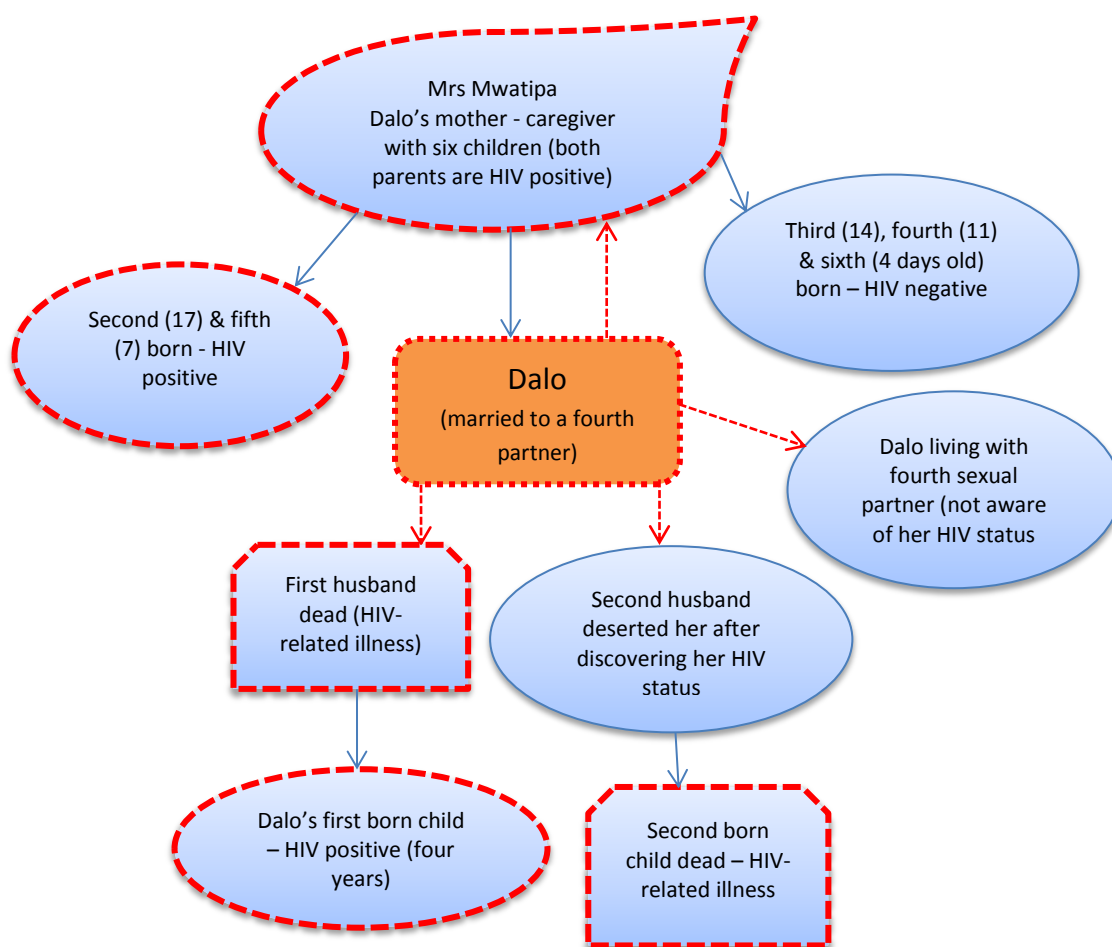 Mrs Mwatipa
Dalo’s mother - caregiver
with six children (both
parents are HIV positive)
Third (14), fourth (11)
& sixth (4 days old)
born – HIV negative
Second (17) & fifth
(7) born - HIV
positive
Dalo
(married to a fourth
partner)
Dalo living with
fourth sexual
partner (not aware
of her HIV status
First husband
dead (HIV-
related illness)
Second husband
deserted her after
discovering her HIV
status
Dalo’s first born child
– HIV positive (four
years)
Second born
child dead – HIV-
related illness